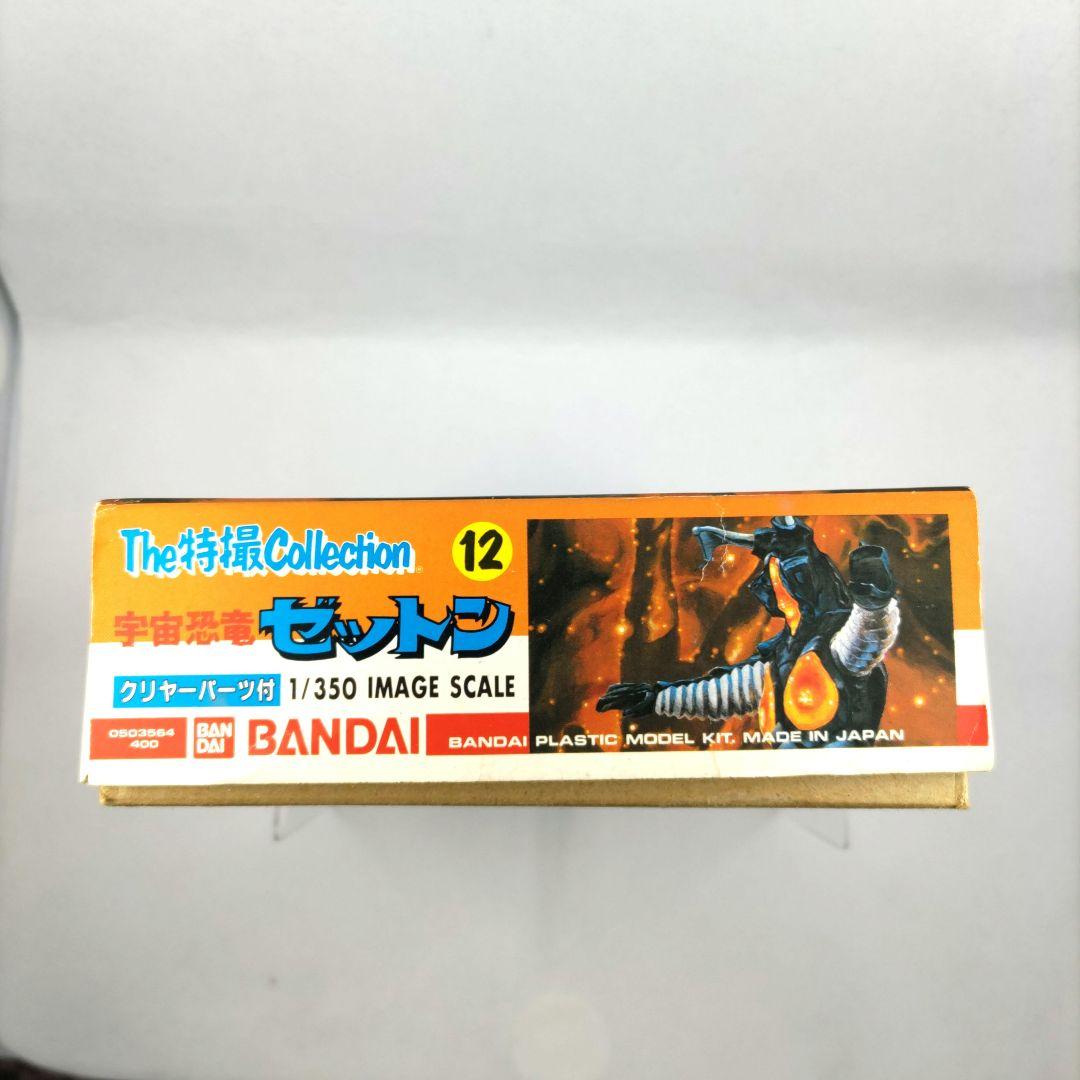 The特撮Collection®
12
宇宙恐竜ゼットン
クリヤーパーツ付 1/350 IMAGE SCALE
0503564
400
BAN
DAI
BANDAI
BANDAI PLASTIC MODEL KIT, MADE IN JAPAN